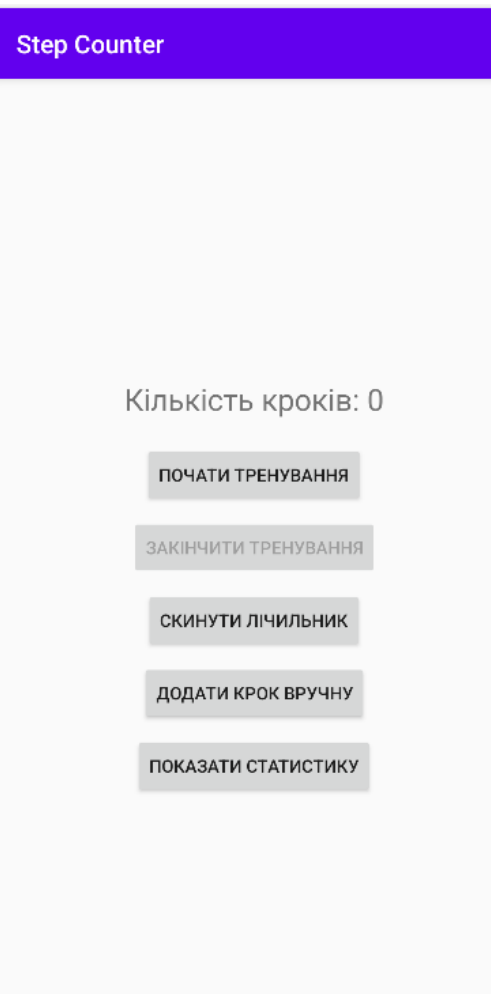 Step Counter
Кількість кроків: 0
ПОЧАТИ ТРЕНУВАННЯ
ЗАКІНЧИТИ ТРЕНУВАННЯ
СКИНУТИ ЛІЧИЛЬНИК
ДОДАТИ КРОК ВРУЧНУ
ПОКАЗАТИ СТАТИСТИКУ